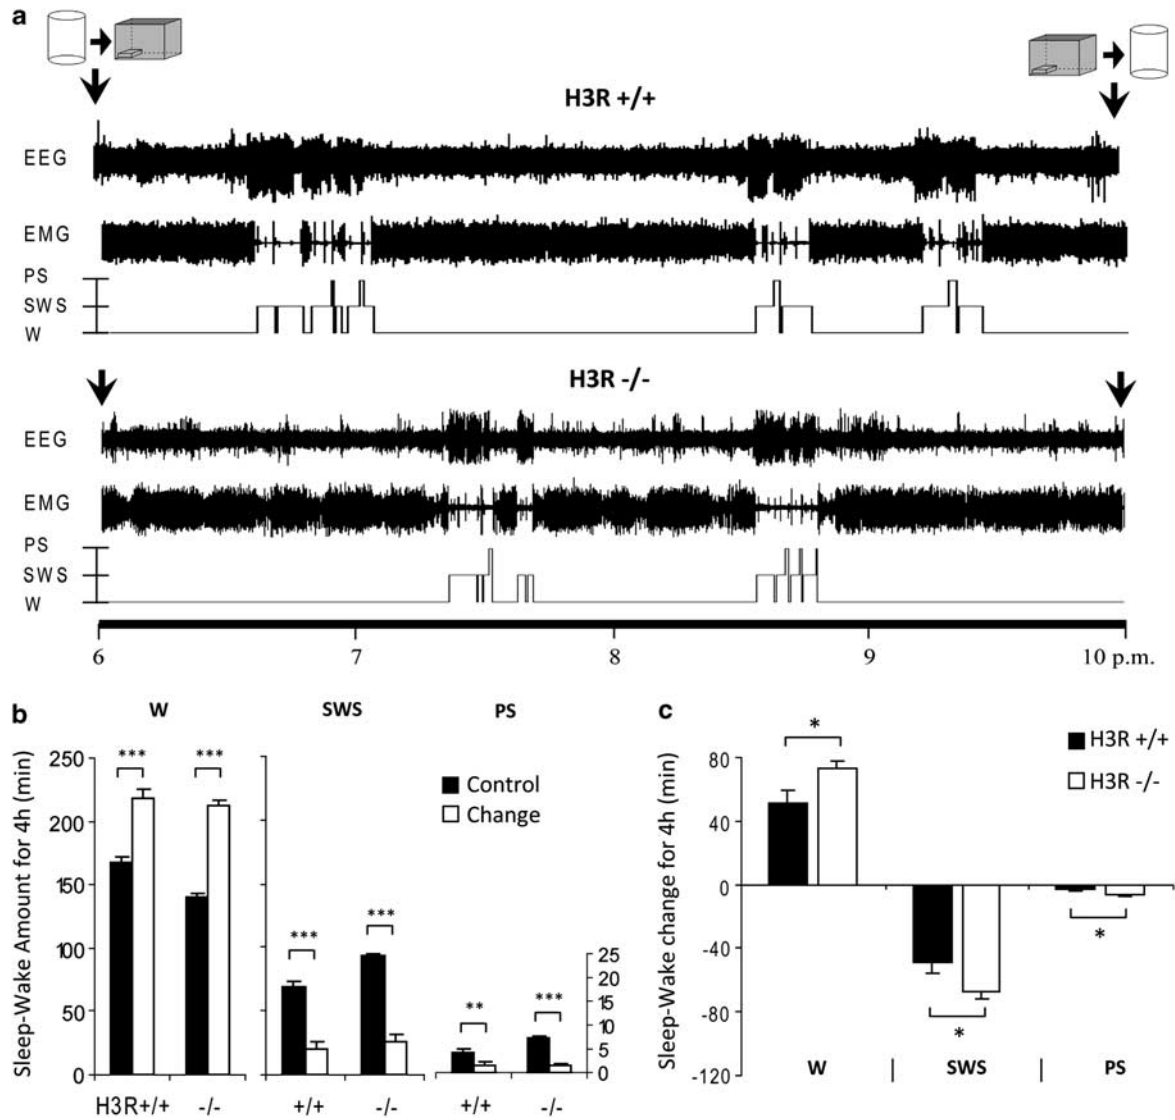 a
H3R +/+
EEG
EMG
PS
SWS
W
H3R -/-
EEG
EMG
PS
SWS
W
6 7 8 9 10 p.m.
b W SWS PS
Sleep-Wake Amount for 4h (min)
250
200
150
100
50
0
Control
Change
*** ***
*** ***
** ***
25
20
15
10
5
0
H3R+/+ -/- +/+ -/- +/+ -/-
c
Sleep-Wake change for 4h (min)
80
40
0
-40
-80
-120
H3R +/+
H3R -/-
*
*
*
W SWS PS